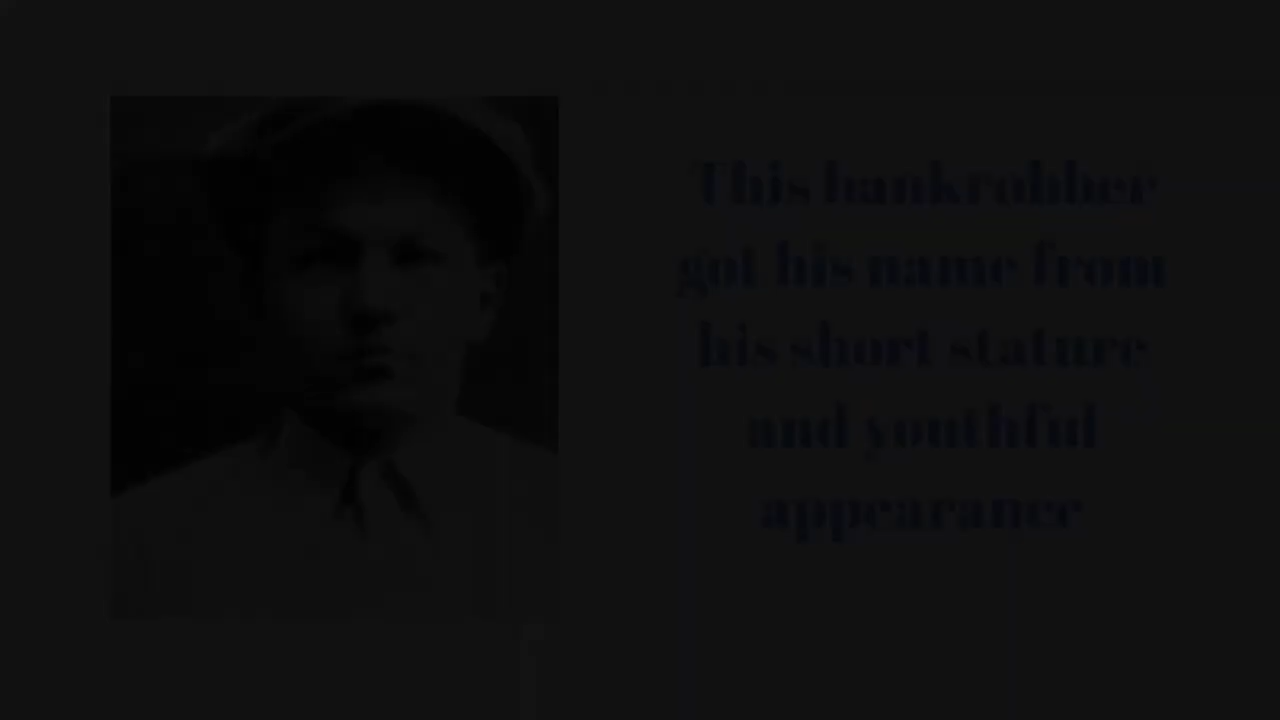 This bankrobber
got his name from
his short stature
and youthful
appearance